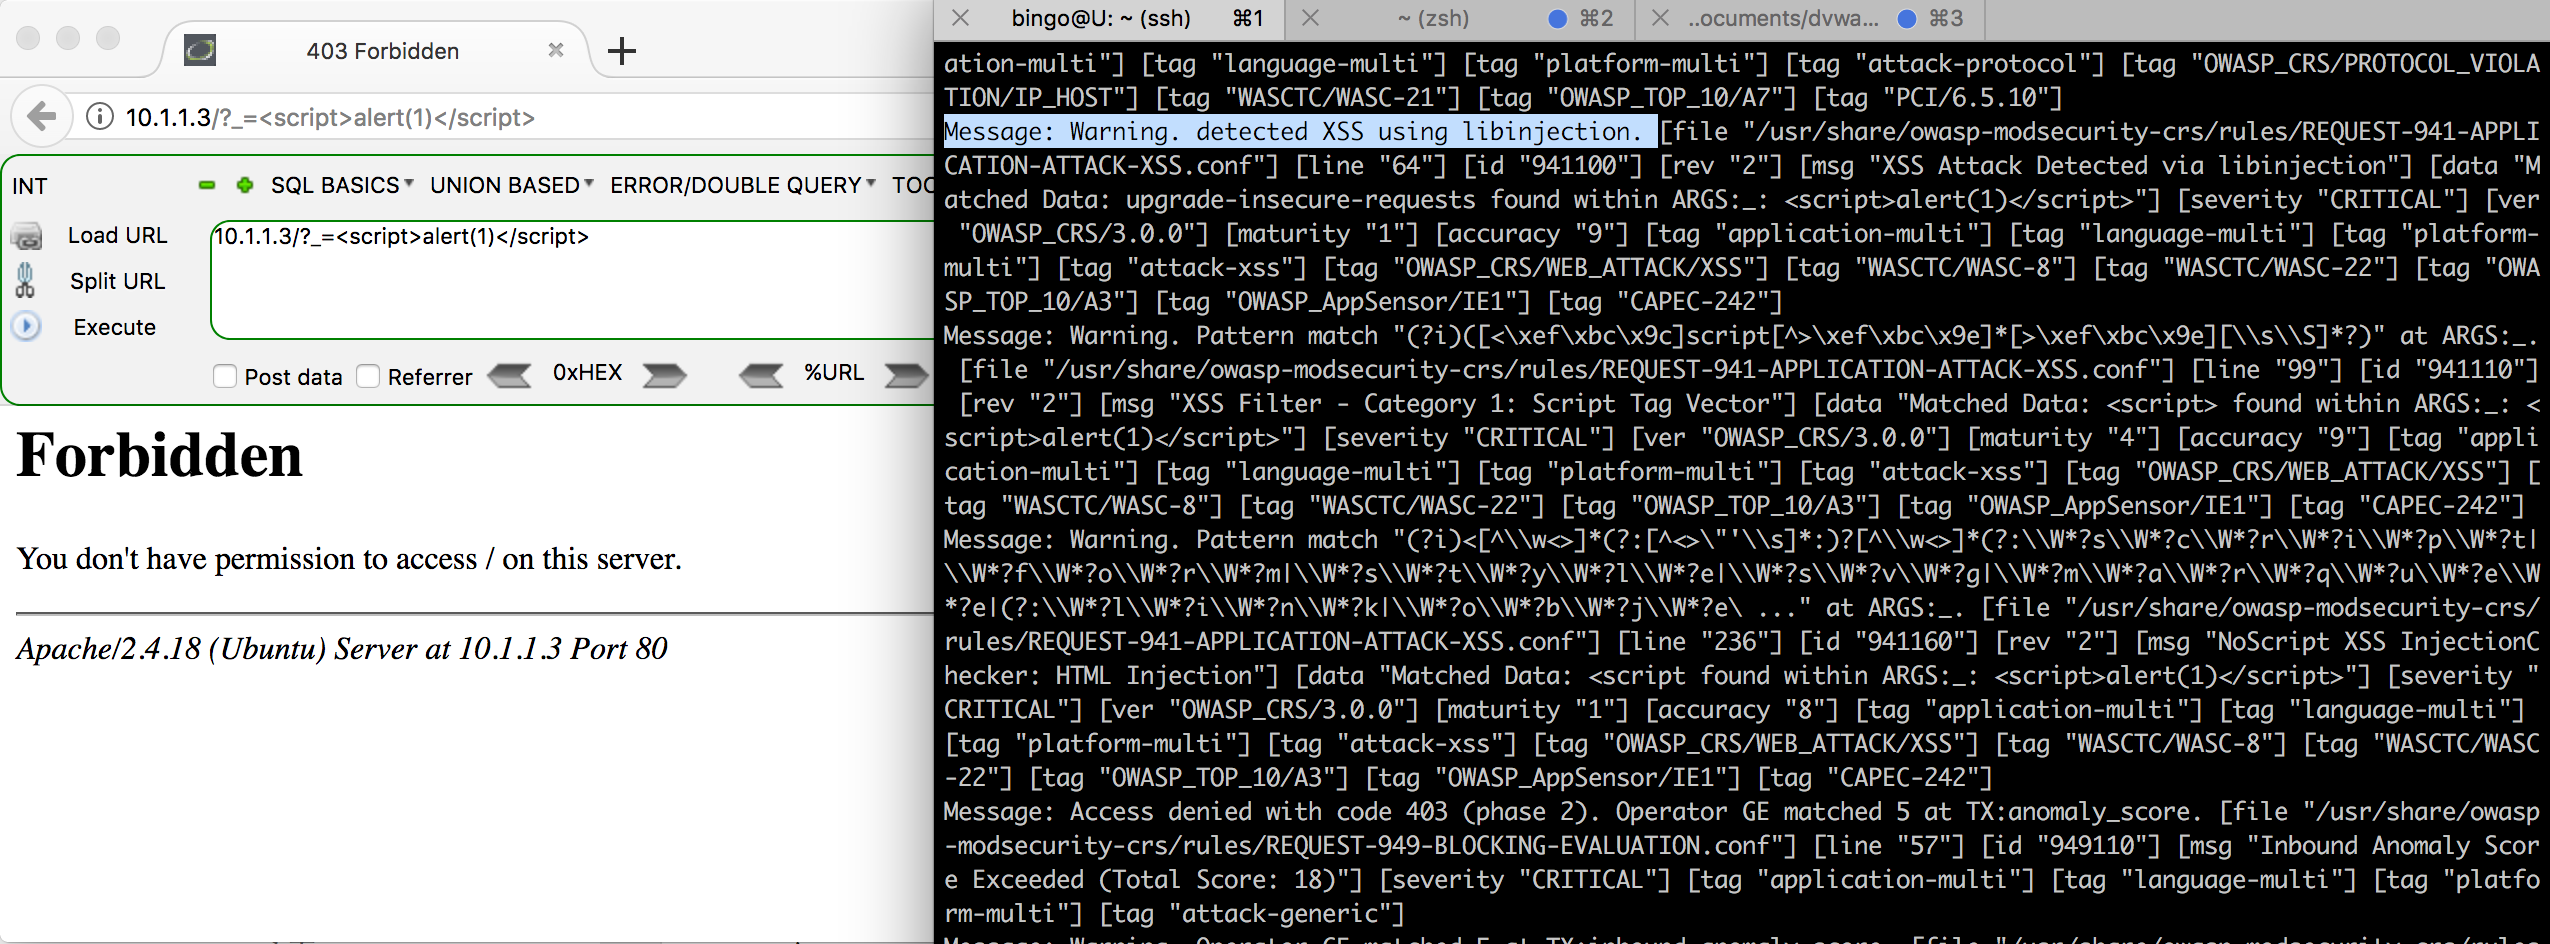 403 Forbidden
10.1.1.3/?_=<script>alert(1)</script>
INT
SQL BASICS
UNION BASED
ERROR/DOUBLE QUERY
Load URL
10.1.1.3/?_=<script>alert(1)</script>
Split URL
Execute
Post data
Referrer
0xHEX
%URL
Forbidden
You don't have permission to access / on this server.
Apache/2.4.18 (Ubuntu) Server at 10.1.1.3 Port 80
bingo@U: ~ (ssh) ⌘1
~ (zsh) ⌘2
..ocuments/dvwa... ⌘3
ation-multi"] [tag "language-multi"] [tag "platform-multi"] [tag "attack-protocol"] [tag "OWASP_CRS/PROTOCOL_VIOLA
TION/IP_HOST"] [tag "WASCTC/WASC-21"] [tag "OWASP_TOP_10/A7"] [tag "PCI/6.5.10"]
Message: Warning. detected XSS using libinjection. [file "/usr/share/owasp-modsecurity-crs/rules/REQUEST-941-APPLI
CATION-ATTACK-XSS.conf"] [line "64"] [id "941100"] [rev "2"] [msg "XSS Attack Detected via libinjection"] [data "M
atched Data: upgrade-insecure-requests found within ARGS:_: <script>alert(1)</script>"] [severity "CRITICAL"] [ver
"OWASP_CRS/3.0.0"] [maturity "1"] [accuracy "9"] [tag "application-multi"] [tag "language-multi"] [tag "platform-
multi"] [tag "attack-xss"] [tag "OWASP_CRS/WEB_ATTACK/XSS"] [tag "WASCTC/WASC-8"] [tag "WASCTC/WASC-22"] [tag "OWA
SP_TOP_10/A3"] [tag "OWASP_AppSensor/IE1"] [tag "CAPEC-242"]
Message: Warning. Pattern match "(?i)([<\xef\xbc\x9c]script[^>\xef\xbc\x9e]*[>\xef\xbc\x9e][\\s\\S]*?)" at ARGS:_.
[file "/usr/share/owasp-modsecurity-crs/rules/REQUEST-941-APPLICATION-ATTACK-XSS.conf"] [line "99"] [id "941110"]
[rev "2"] [msg "XSS Filter - Category 1: Script Tag Vector"] [data "Matched Data: <script> found within ARGS:_: <
script>alert(1)</script>"] [severity "CRITICAL"] [ver "OWASP_CRS/3.0.0"] [maturity "4"] [accuracy "9"] [tag "appli
cation-multi"] [tag "language-multi"] [tag "platform-multi"] [tag "attack-xss"] [tag "OWASP_CRS/WEB_ATTACK/XSS"] [
tag "WASCTC/WASC-8"] [tag "WASCTC/WASC-22"] [tag "OWASP_TOP_10/A3"] [tag "OWASP_AppSensor/IE1"] [tag "CAPEC-242"]
Message: Warning. Pattern match "(?i)<[^\\w<>]*(?:[^<>\"'\\s]*:)?[^\\w<>]*(?:\\W*?s\\W*?c\\W*?r\\W*?i\\W*?p\\W*?t|
\\W*?f\\W*?o\\W*?r\\W*?m|\\W*?s\\W*?t\\W*?y\\W*?l\\W*?e|\\W*?s\\W*?v\\W*?g|\\W*?m\\W*?a\\W*?r\\W*?q\\W*?u\\W*?e\\W
*?e|(?:\\W*?l\\W*?i\\W*?n\\W*?k|\\W*?o\\W*?b\\W*?j\\W*?e\ ..." at ARGS:_. [file "/usr/share/owasp-modsecurity-crs/
rules/REQUEST-941-APPLICATION-ATTACK-XSS.conf"] [line "236"] [id "941160"] [rev "2"] [msg "NoScript XSS InjectionC
hecker: HTML Injection"] [data "Matched Data: <script found within ARGS:_: <script>alert(1)</script>"] [severity "
CRITICAL"] [ver "OWASP_CRS/3.0.0"] [maturity "1"] [accuracy "8"] [tag "application-multi"] [tag "language-multi"]
[tag "platform-multi"] [tag "attack-xss"] [tag "OWASP_CRS/WEB_ATTACK/XSS"] [tag "WASCTC/WASC-8"] [tag "WASCTC/WASC
-22"] [tag "OWASP_TOP_10/A3"] [tag "OWASP_AppSensor/IE1"] [tag "CAPEC-242"]
Message: Access denied with code 403 (phase 2). Operator GE matched 5 at TX:anomaly_score. [file "/usr/share/owasp
-modsecurity-crs/rules/REQUEST-949-BLOCKING-EVALUATION.conf"] [line "57"] [id "949110"] [msg "Inbound Anomaly Scor
e Exceeded (Total Score: 18)"] [severity "CRITICAL"] [tag "application-multi"] [tag "language-multi"] [tag "platfo
rm-multi"] [tag "attack-generic"]